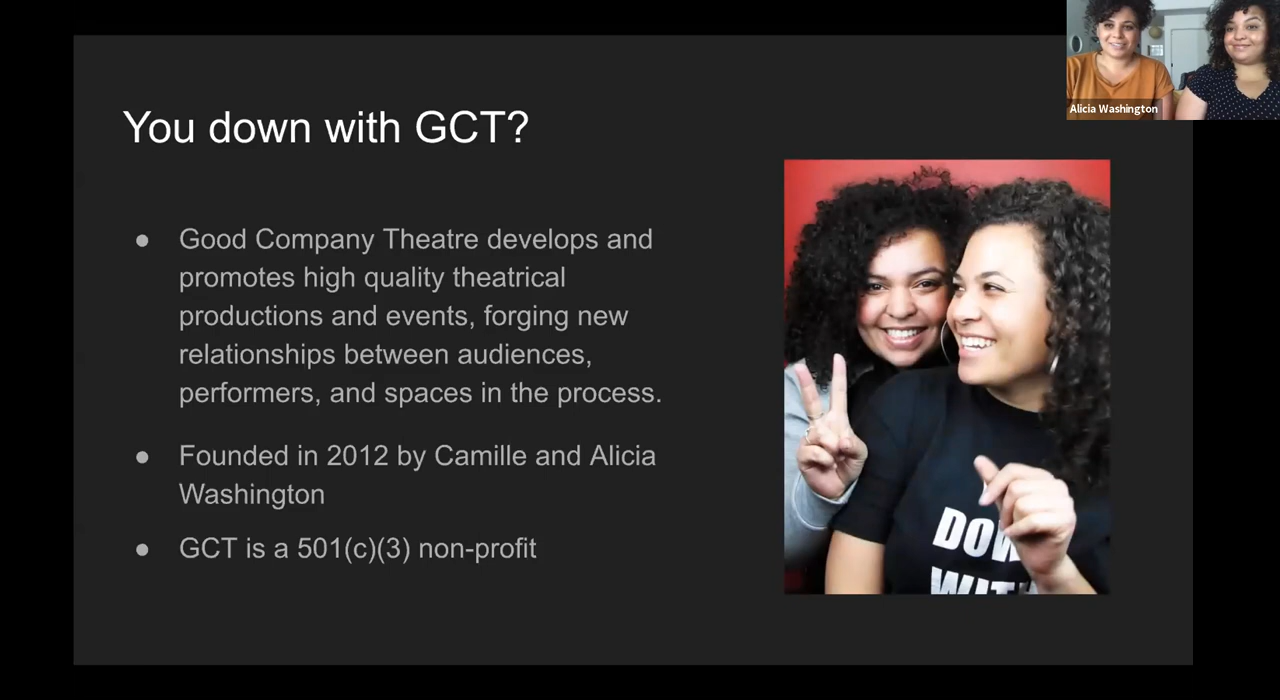 Alicia Washington
You down with GCT?
● Good Company Theatre develops and
promotes high quality theatrical
productions and events, forging new
relationships between audiences,
performers, and spaces in the process.
● Founded in 2012 by Camille and Alicia
Washington
● GCT is a 501(c)(3) non-profit